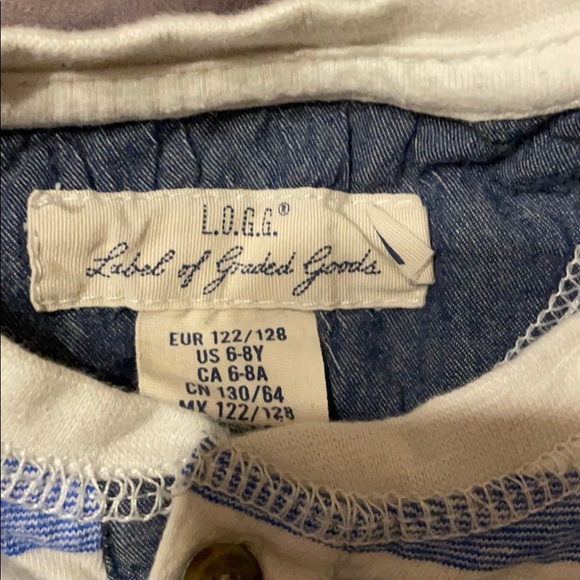 L.O.G.G.®
Label of Graded Goods
EUR 122/128
US 6-8Y
CA 6-8A
CN 130/64
MX 122/128